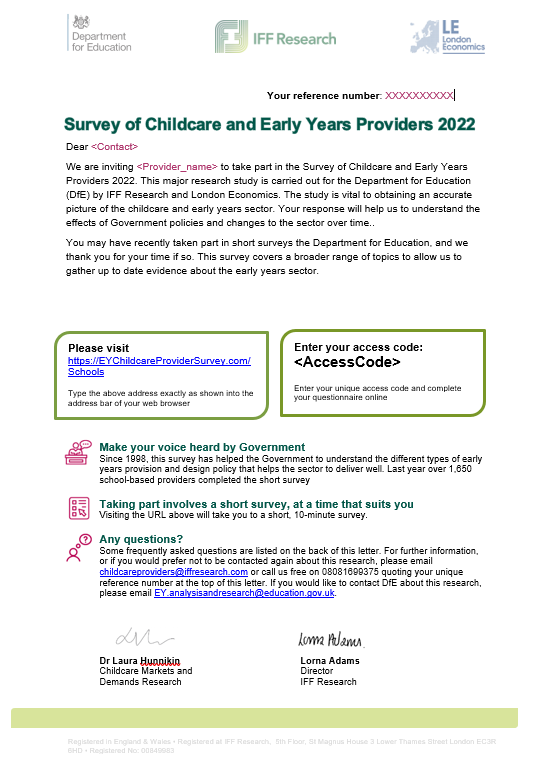 Department
for Education
IFF Research
LE
London
Economics
Your reference number: XXXXXXXXXX
Survey of Childcare and Early Years Providers 2022
Dear <Contact>
We are inviting <Provider_name> to take part in the Survey of Childcare and Early Years
Providers 2022. This major research study is carried out for the Department for Education
(DfE) by IFF Research and London Economics. The study is vital to obtaining an accurate
picture of the childcare and early years sector. Your response will help us to understand the
effects of Government policies and changes to the sector over time..
You may have recently taken part in short surveys the Department for Education, and we
thank you for your time if so. This survey covers a broader range of topics to allow us to
gather up to date evidence about the early years sector.
Please visit
https://EYChildcareProviderSurvey.com/
Schools
Type the above address exactly as shown into the
address bar of your web browser
Enter your access code:
<AccessCode>
Enter your unique access code and complete
your questionnaire online
Make your voice heard by Government
Since 1998, this survey has helped the Government to understand the different types of early
years provision and design policy that helps the sector to deliver well. Last year over 1,650
school-based providers completed the short survey
Taking part involves a short survey, at a time that suits you
Visiting the URL above will take you to a short, 10-minute survey.
Any questions?
Some frequently asked questions are listed on the back of this letter. For further information,
or if you would prefer not to be contacted again about this research, please email
childcareproviders@iffresearch.com or call us free on 08081699375 quoting your unique
reference number at the top of this letter. If you would like to contact DfE about this research,
please email EY.analysisandresearch@education.gov.uk.
Lorna Adams
Dr Laura Hunnikin
Childcare Markets and
Demands Research
Lorna Adams
Director
IFF Research
Registered in England & Wales • Registered at IFF Research, 5th Floor, St Magnus House 3 Lower Thames Street London EC3R
6HD • Registered No: 00849983